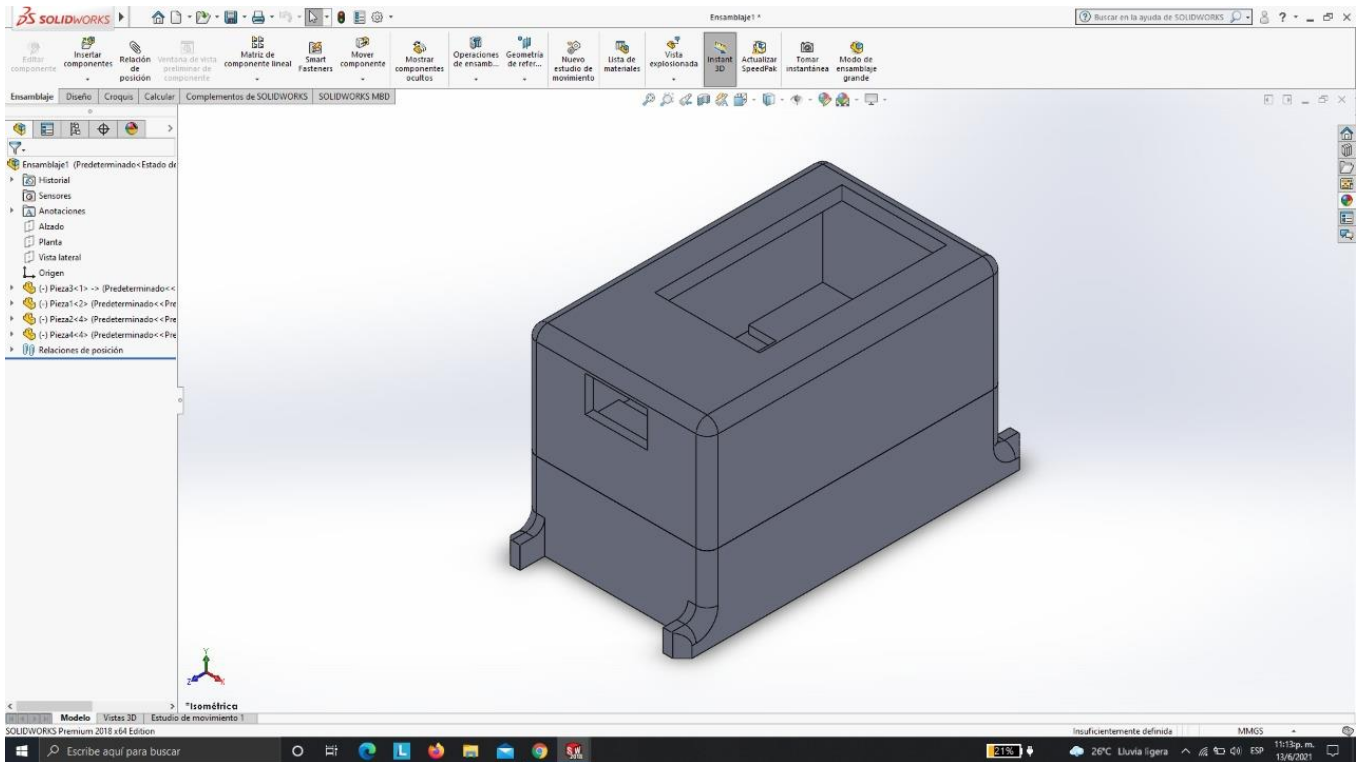 SOLIDWORKS
Ensamblaje1 *
Buscar en la ayuda de SOLIDWORKS
Editar componente
Insertar componentes
Relación de posición
Ventana de vista preliminar de componente
Matriz de componente lineal
Smart Fasteners
Mover componente
Mostrar componentes ocultos
Operaciones de ensamb...
Geometría de refer...
Nuevo estudio de movimiento
Lista de materiales
Vista explosionada
Instant 3D
Actualizar SpeedPak
Tomar instantánea
Modo de ensamblaje grande
Ensamblaje Diseño Croquis Calcular Complementos de SOLIDWORKS SOLIDWORKS MBD
Ensamblaje1 (Predeterminado<Estado de
Historial
Sensores
Anotaciones
Alzado
Planta
Vista lateral
Origen
(-) Pieza3<1> -> (Predeterminado<<
(-) Pieza1<2> (Predeterminado<<Pre
(-) Pieza2<4> (Predeterminado<<Pre
(-) Pieza4<4> (Predeterminado<<Pre
Relaciones de posición
Y
Z
X
*Isométrica
Modelo Vistas 3D Estudio de movimiento 1
SOLIDWORKS Premium 2018 x64 Edition
Insuficientemente definida MMGS
Escribe aquí para buscar
21%
26°C Lluvia ligera
ESP
11:13 p. m.
13/6/2021